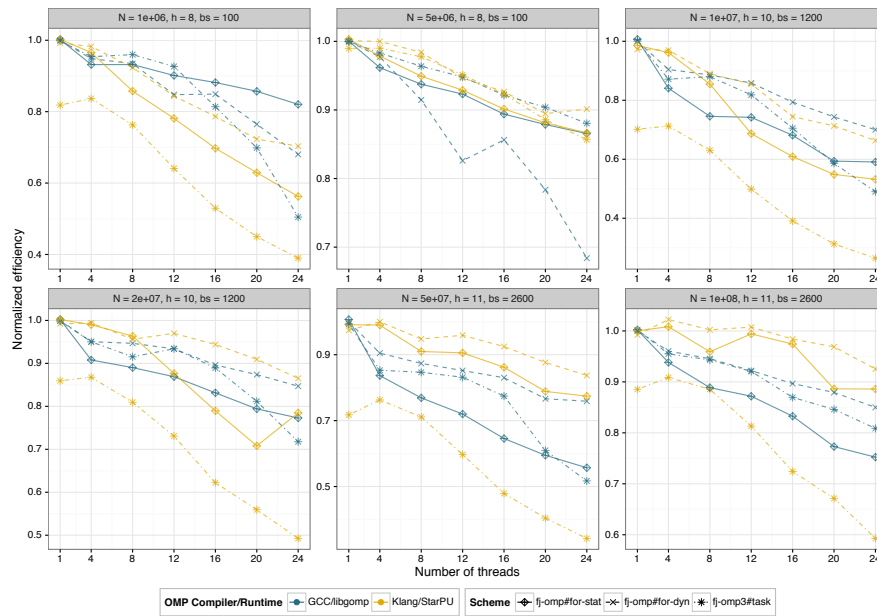 N = 1e+06, h = 8, bs = 100
N = 5e+06, h = 8, bs = 100
N = 1e+07, h = 10, bs = 1200
1.0
0.8
0.6
0.4
1.0
0.9
0.8
0.7
1.0
0.8
0.6
0.4
1 4 8 12 16 20 24
1 4 8 12 16 20 24
1 4 8 12 16 20 24
Normalized efficiency
N = 2e+07, h = 10, bs = 1200
N = 5e+07, h = 11, bs = 2600
N = 1e+08, h = 11, bs = 2600
1.0
0.9
0.8
0.7
0.6
0.5
0.9
0.7
0.5
1.0
0.9
0.8
0.7
0.6
1 4 8 12 16 20 24
1 4 8 12 16 20 24
1 4 8 12 16 20 24
Number of threads
OMP Compiler/Runtime GCC/libgomp Klang/StarPU
Scheme fj-omp#for-stat fj-omp#for-dyn fj-omp3#task